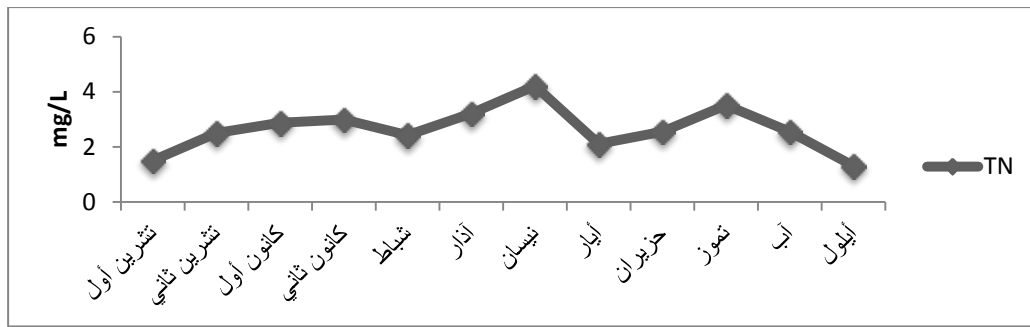 6
4
2
0
mg/L
تشرين أول
تشرين ثاني
كانون أول
كانون ثاني
شباط
آذار
نيسان
أيار
حزيران
تموز
آب
أيلول
TN